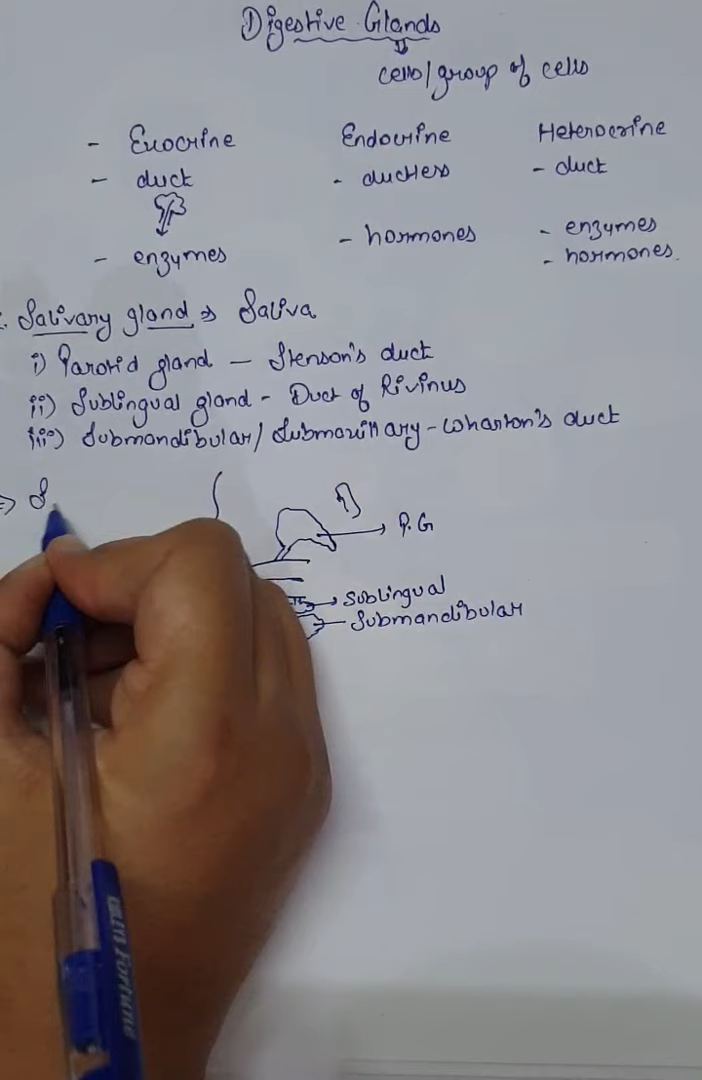 Digestive Glands
cells/group of cells
- Exocrine
- duct
- enzymes
Endocrine
- ductless
- hormones
Heterocrine
- duct
- enzymes
- hormones.
Salivary gland ⇒ Saliva
i) Parotid gland – Stenson's duct
ii) Sublingual gland - Duct of Rivinus
iii) Submandibular/Submaxillary - Wharton's duct
⇒ S
P.G
Sublingual
Submandibular
Fortune